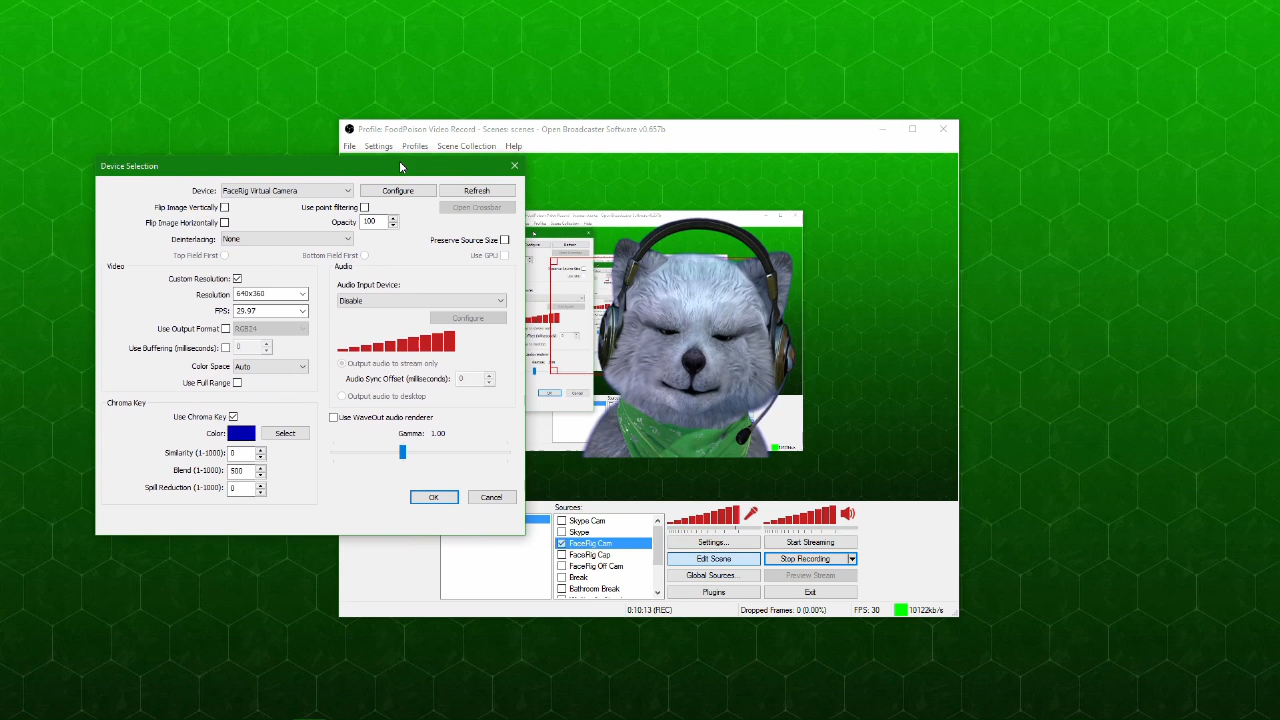 Profile: FoodPoison Video Record - Scenes: scenes - Open Broadcaster Software v0.657b
File Settings Profiles Scene Collection Help
Device Selection
Device: FaceRig Virtual Camera Configure Refresh
Flip Image Vertically Use point filtering Open Crossbar
Flip Image Horizontally Opacity 100
Deinterlacing: None Preserve Source Size
Top Field First Bottom Field First Use GPU
Video Audio
Custom Resolution:
Audio Input Device:
Resolution 640x360 Disable
FPS: 29.97
Configure
Use Output Format RGB24
Use Buffering (miliseconds): 0
Color Space: Auto
Output audio to stream only
Use Full Range Audio Sync Offset (milliseconds) 0
Output audio to desktop
Chroma Key
Use Chroma Key Use WaveOut audio renderer
Color: Select Gamma: 1.00
Similarity (1-1000) 0
Blend (1-1000) 500
Spill Reduction (1-1000) 0
OK Cancel
Sources:
Skype Cam
Skype
FaceRig Cam
FaceRig Cap
FaceRig Off Cam
Break
Bathroom Break
Settings... Start Streaming
Edit Scene Stop Recording
Global Sources... Preview Stream
Plugins Exit
0:10:13 (REC) Dropped Frames: 0 (0.00%) FPS: 30 10122kb/s